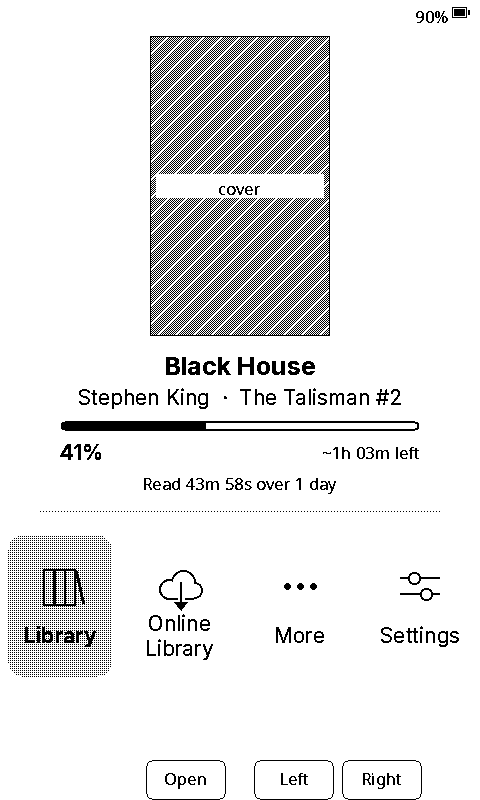 90%
cover
Black House
Stephen King · The Talisman #2
41%
~1h 03m left
Read 43m 58s over 1 day
Library
Online
Library
More
Settings
Open
Left
Right